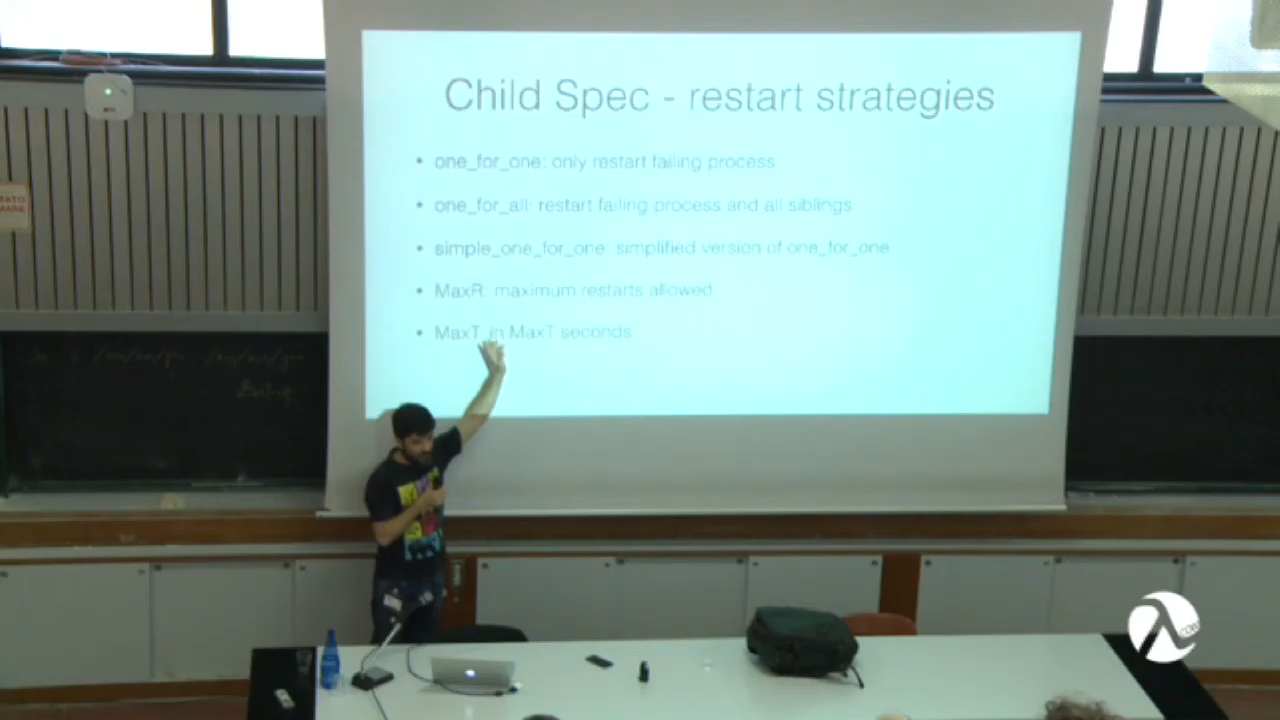 Child Spec - restart strategies
• one_for_one: only restart failing process
• one_for_all: restart failing process and all siblings
• simple_one_for_one: simplified version of one_for_one
• MaxR: maximum restarts allowed
• MaxT in MaxT seconds